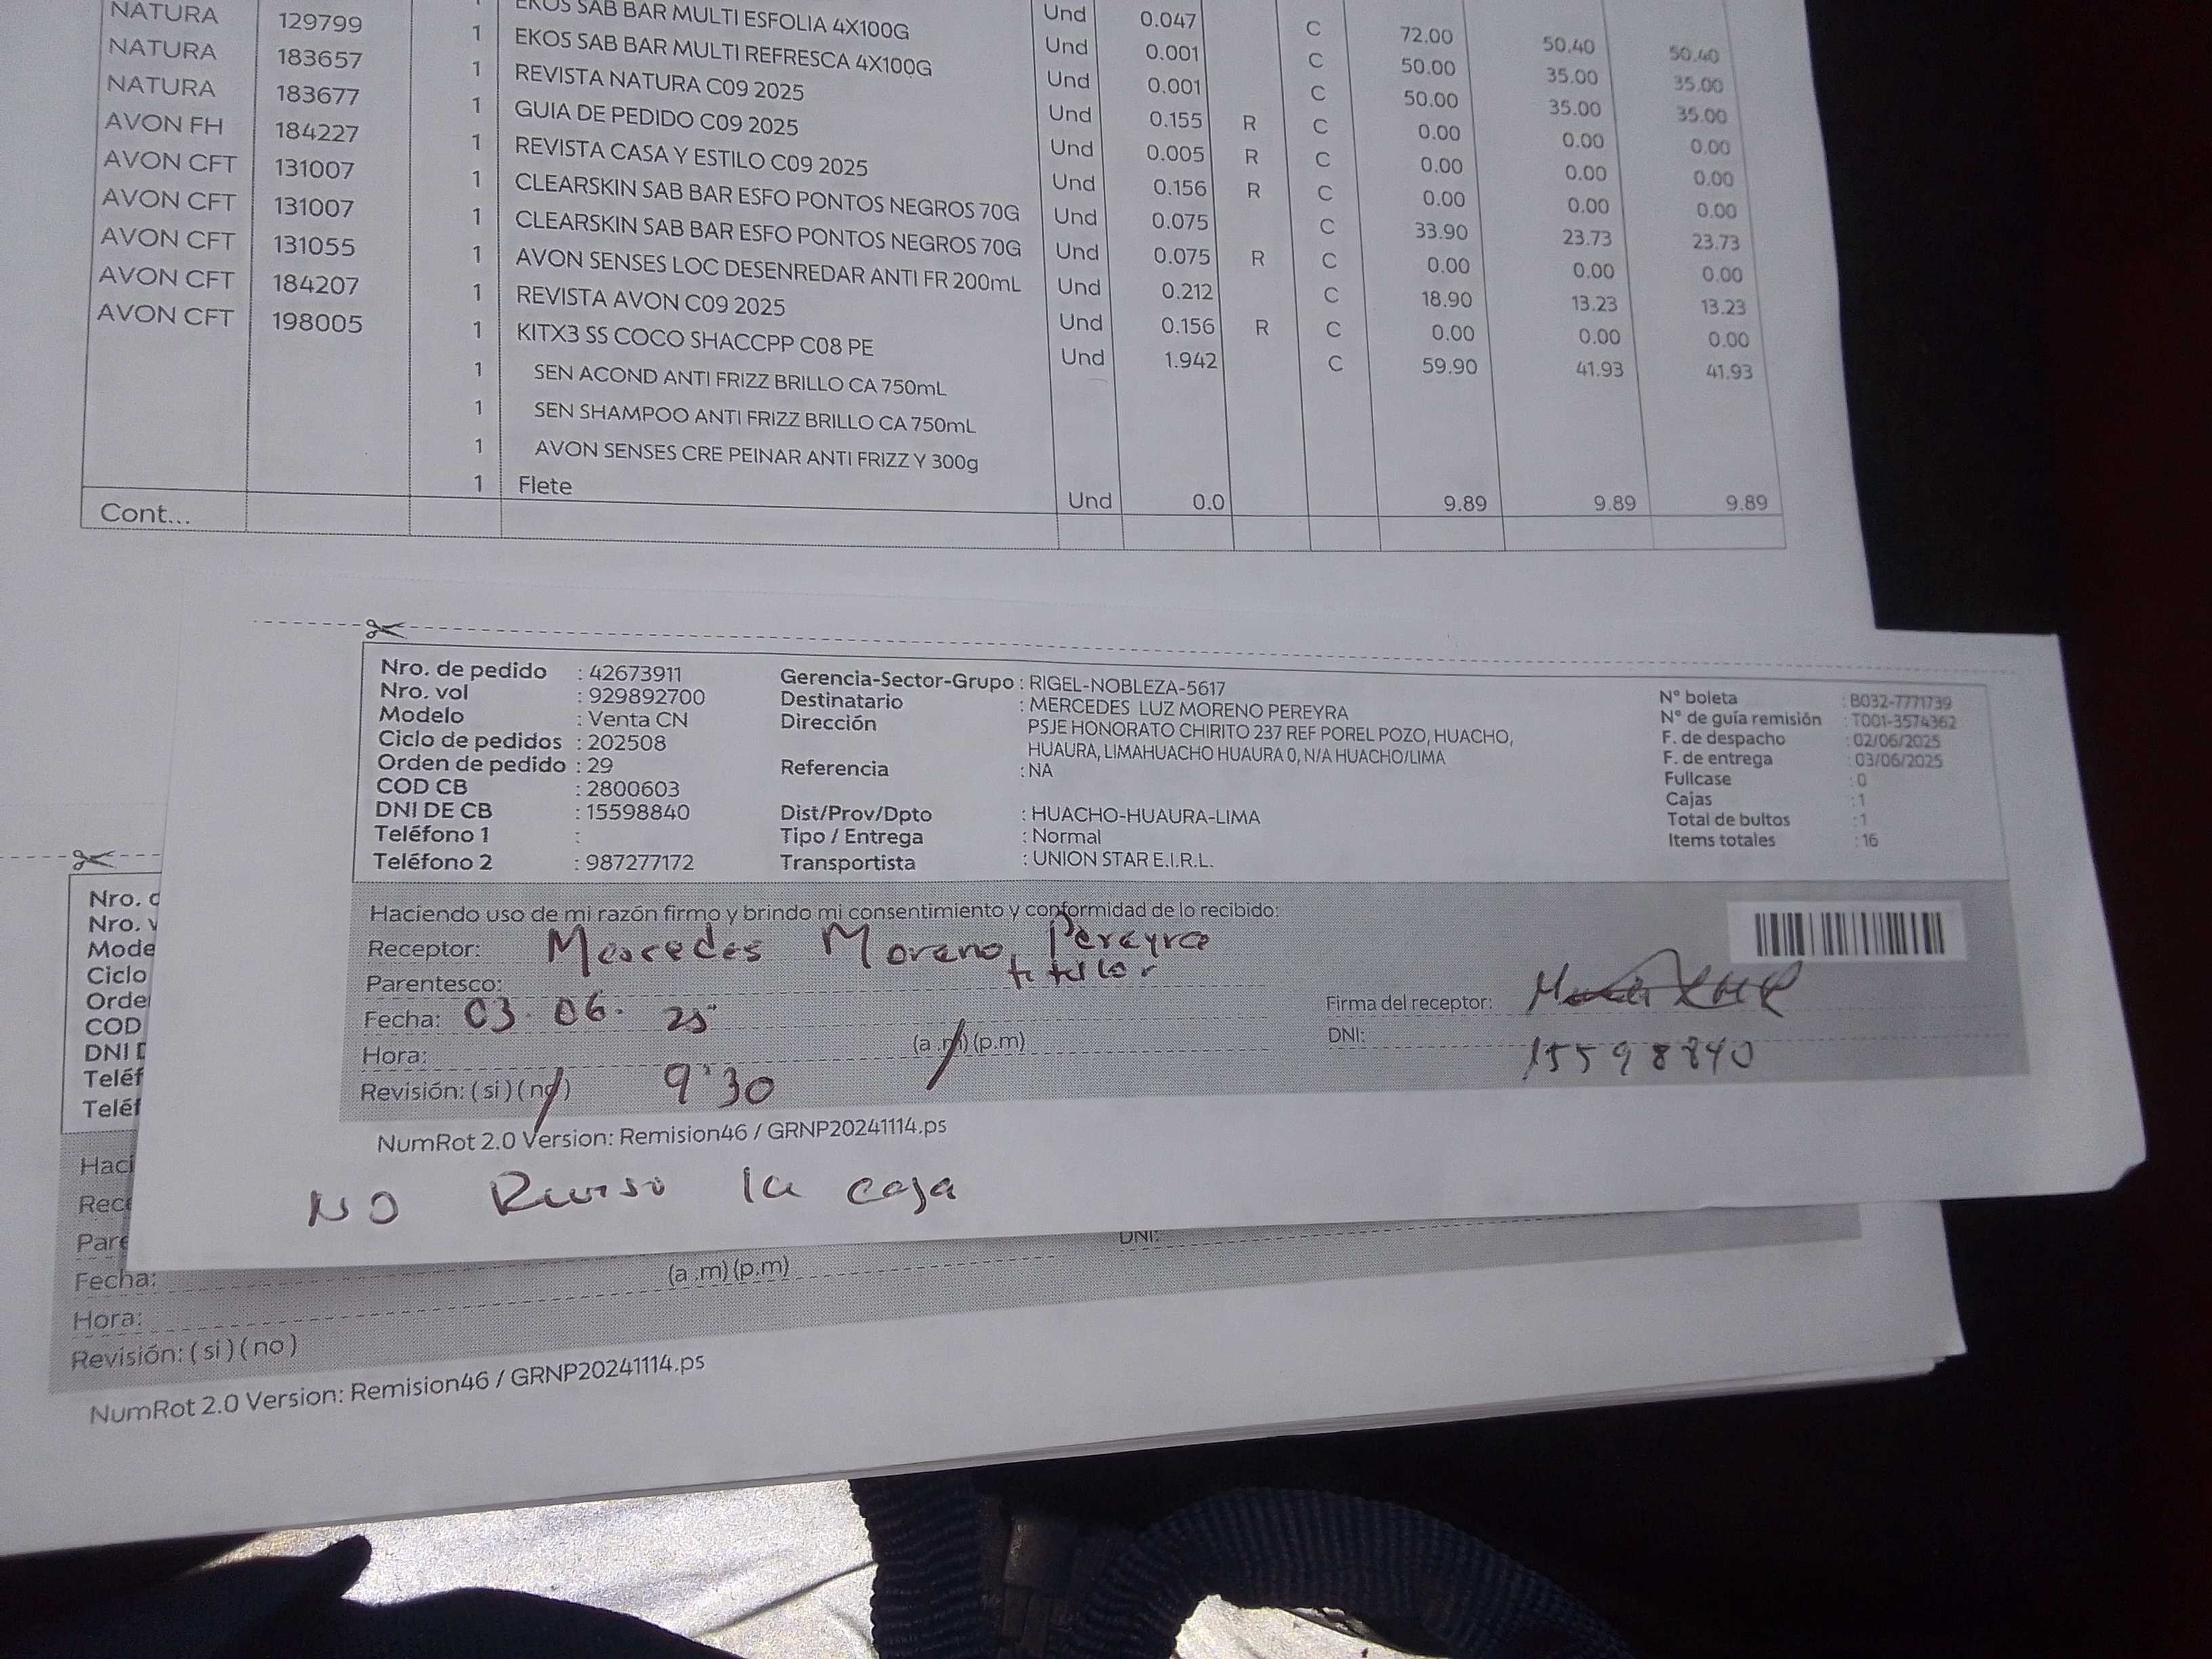 NATURA 129799 1 EKOS SAB BAR MULTI ESFOLIA 4X100G Und 0.047 C 72.00 50.40 50.40
NATURA 183657 1 EKOS SAB BAR MULTI REFRESCA 4X100G Und 0.001 C 50.00 35.00 35.00
NATURA 183677 1 REVISTA NATURA C09 2025 Und 0.001 C 50.00 35.00 35.00
AVON FH 184227 1 GUIA DE PEDIDO C09 2025 Und 0.155 R C 0.00 0.00 0.00
AVON CFT 131007 1 REVISTA CASA Y ESTILO C09 2025 Und 0.005 R C 0.00 0.00 0.00
AVON CFT 131007 1 CLEARSKIN SAB BAR ESFO PONTOS NEGROS 70G Und 0.156 R C 0.00 0.00 0.00
AVON CFT 131055 1 CLEARSKIN SAB BAR ESFO PONTOS NEGROS 70G Und 0.075 C 33.90 23.73 23.73
AVON CFT 184207 1 AVON SENSES LOC DESENREDAR ANTI FR 200mL Und 0.075 R C 0.00 0.00 0.00
AVON CFT 198005 1 REVISTA AVON C09 2025 Und 0.212 C 18.90 13.23 13.23
1 KITX3 SS COCO SHACCPP C08 PE Und 0.156 R C 0.00 0.00 0.00
1 SEN ACOND ANTI FRIZZ BRILLO CA 750mL Und 1.942 C 59.90 41.93 41.93
1 SEN SHAMPOO ANTI FRIZZ BRILLO CA 750mL
1 AVON SENSES CRE PEINAR ANTI FRIZZ Y 300g
1 Flete Und 0.0 9.89 9.89 9.89
Cont...
Nro. de pedido : 42673911 Gerencia-Sector-Grupo : RIGEL-NOBLEZA-5617 N° boleta : B032-7771739
Nro. vol : 929892700 Destinatario : MERCEDES LUZ MORENO PEREYRA N° de guía remisión : T001-3574362
Modelo : Venta CN Dirección PSJE HONORATO CHIRITO 237 REF POREL POZO, HUACHO, F. de despacho : 02/06/2025
Ciclo de pedidos : 202508 HUAURA, LIMAHUACHO HUAURA 0, N/A HUACHO/LIMA F. de entrega : 03/06/2025
Orden de pedido : 29 Referencia : NA Fullcase : 0
COD CB : 2800603 Cajas : 1
DNI DE CB : 15598840 Dist/Prov/Dpto : HUACHO-HUAURA-LIMA Total de bultos : 1
Teléfono 1 : Tipo / Entrega : Normal Items totales : 16
Teléfono 2 : 987277172 Transportista : UNION STAR E.I.R.L.
Haciendo uso de mi razón firmo y brindo mi consentimiento y conformidad de lo recibido:
Receptor: Mercedes Moreno Pereyra
Parentesco: titular
Fecha: 03 . 06 . 25 Firma del receptor:
Hora: (a .m) (p.m) DNI: 15598840
Revisión: ( si ) ( no ) 9:30
NumRot 2.0 Version: Remision46 / GRNP20241114.ps
NO Reviso la caja
Nro. d
Nro. v
Mode
Ciclo
Orde
COD
DNI D
Teléf
Teléf
Haci
Rece
Pare DNI:
Fecha: (a .m) (p.m)
Hora:
Revisión: ( si ) ( no )
NumRot 2.0 Version: Remision46 / GRNP20241114.ps